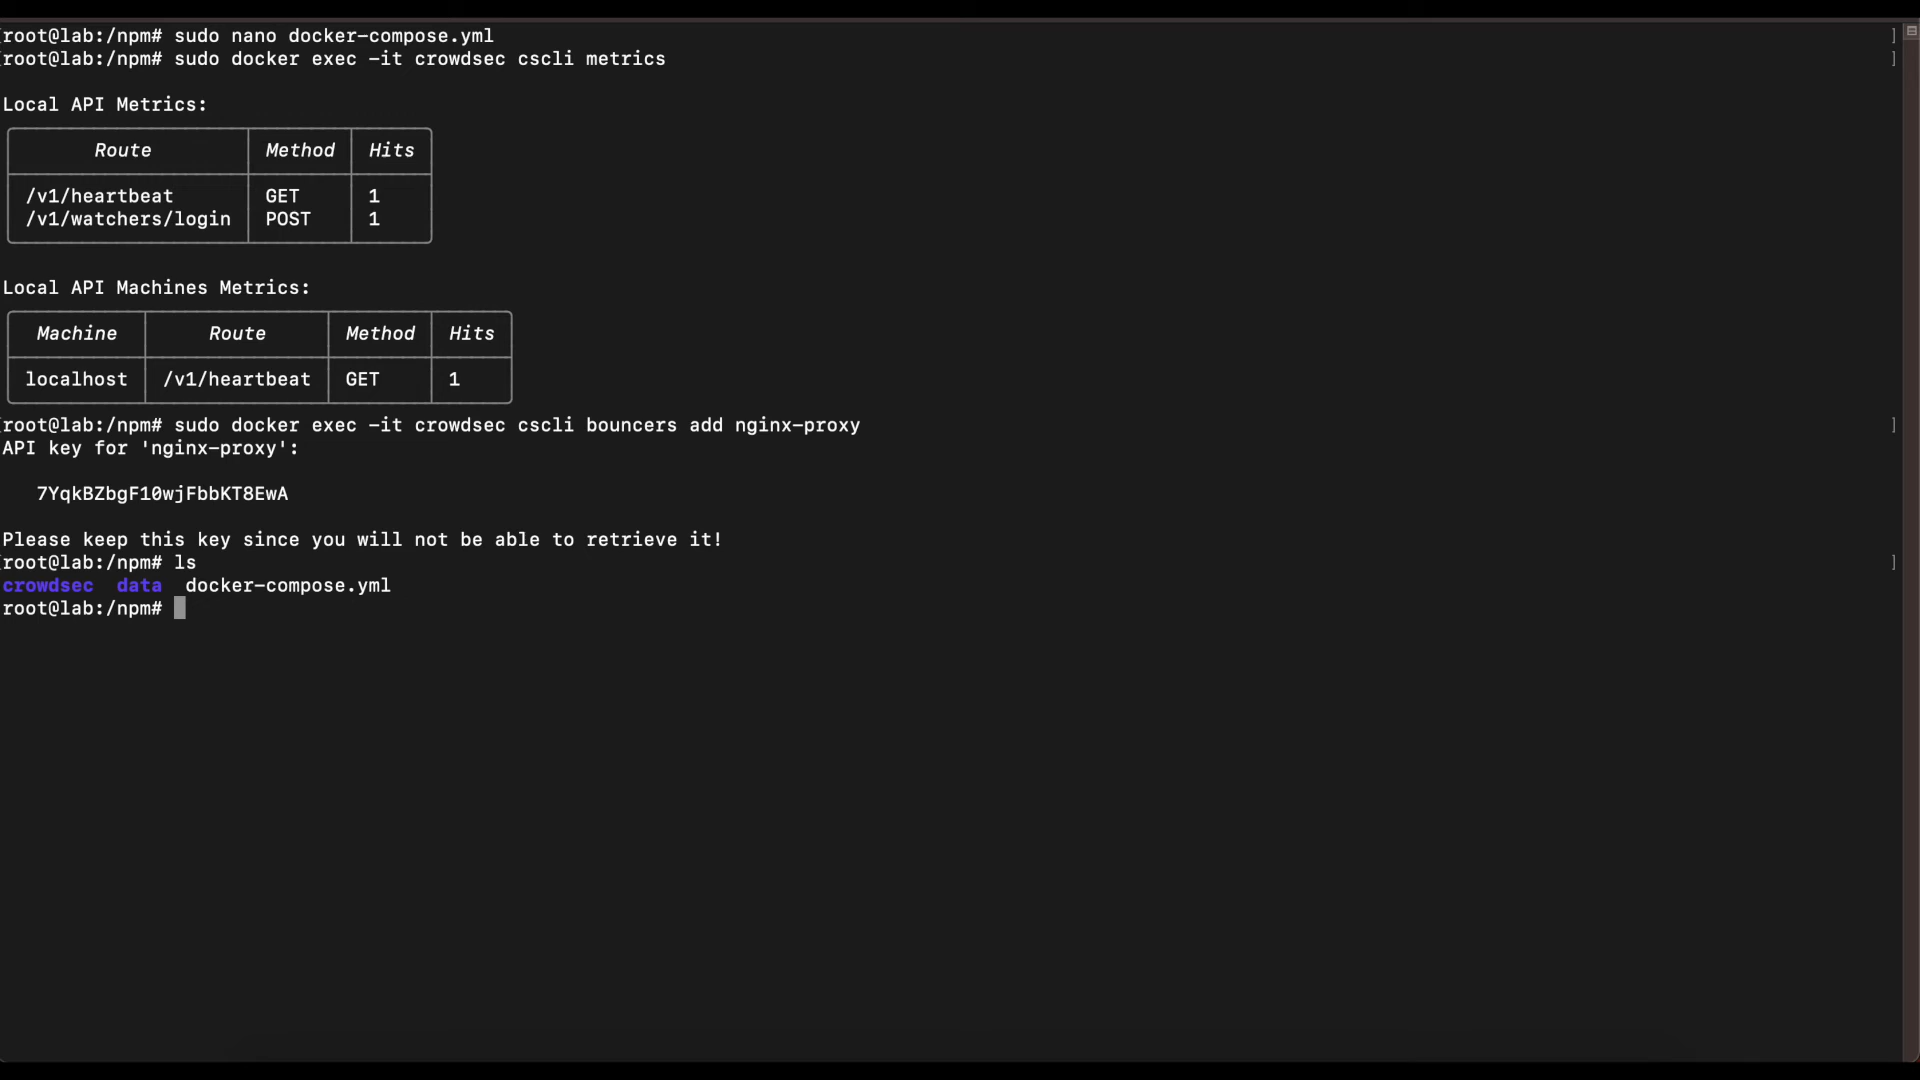 [root@lab:/npm# sudo nano docker-compose.yml ]
[root@lab:/npm# sudo docker exec -it crowdsec cscli metrics ]
Local API Metrics:
Route Method Hits
/v1/heartbeat GET 1
/v1/watchers/login POST 1
Local API Machines Metrics:
Machine Route Method Hits
localhost /v1/heartbeat GET 1
[root@lab:/npm# sudo docker exec -it crowdsec cscli bouncers add nginx-proxy ]
API key for 'nginx-proxy':
7YqkBZbgF10wjFbbKT8EwA
Please keep this key since you will not be able to retrieve it!
[root@lab:/npm# ls ]
crowdsec data docker-compose.yml
root@lab:/npm#